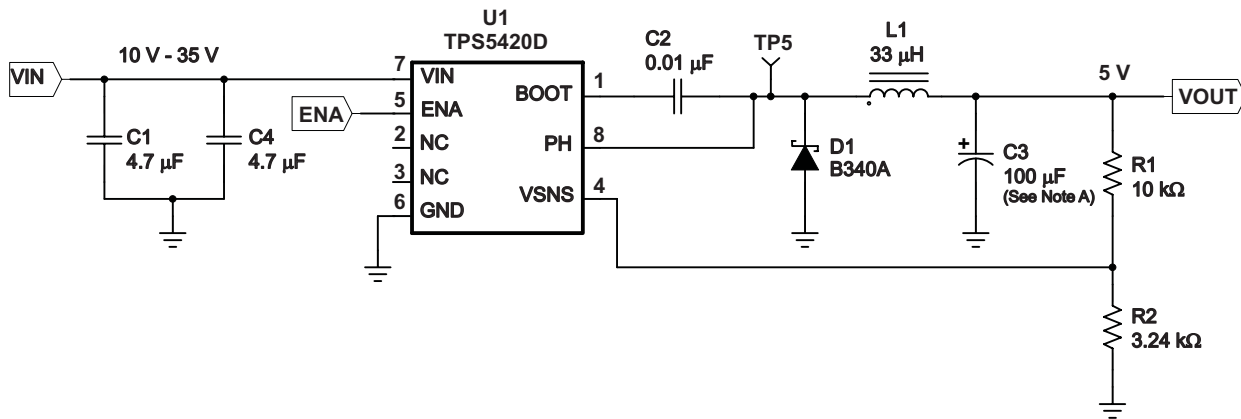 U1
TPS5420D
VIN
10 V - 35 V
7
VIN
5
ENA
ENA
2
NC
3
NC
6
GND
BOOT
1
PH
8
VSNS
4
C1
4.7 μF
C4
4.7 μF
C2
0.01 μF
TP5
L1
33 μH
5 V
VOUT
D1
B340A
+
C3
100 μF
(See Note A)
R1
10 kΩ
R2
3.24 kΩ